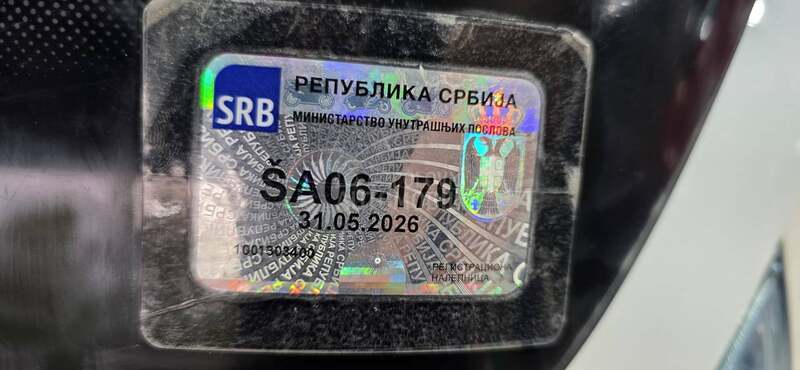 SRB
РЕПУБЛИКА СРБИЈА
МИНИСТАРСТВО УНУТРАШЊИХ ПОСЛОВА
ŠA06-179
31.05.2026
РЕГИСТРАЦИОНА
НАЛЕПНИЦА